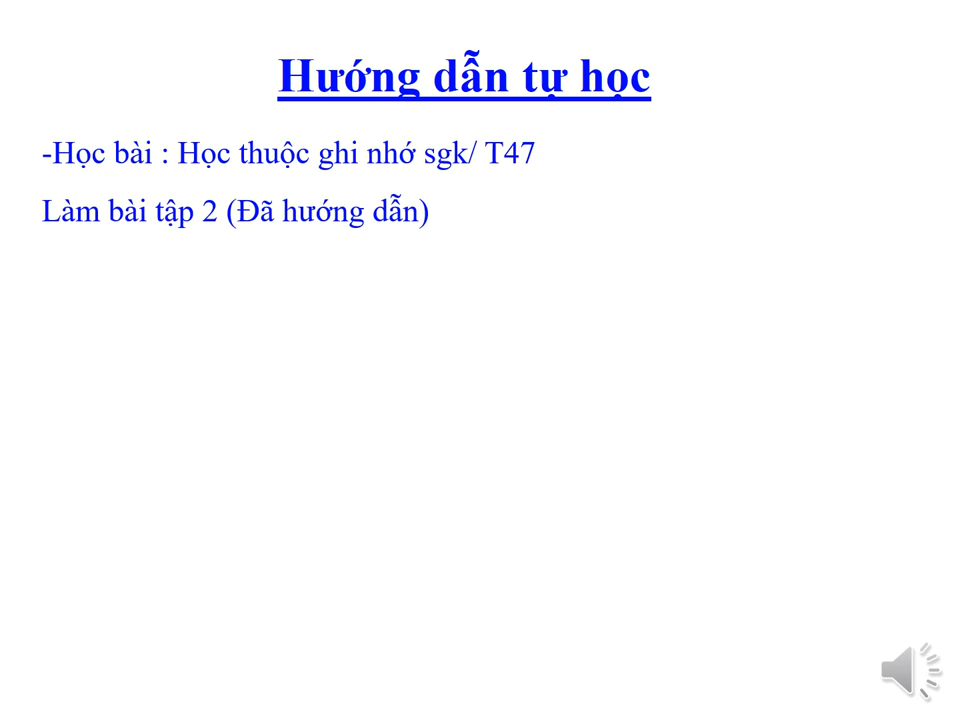 Hướng dẫn tự học
-Học bài : Học thuộc ghi nhớ sgk/ T47
Làm bài tập 2 (Đã hướng dẫn)